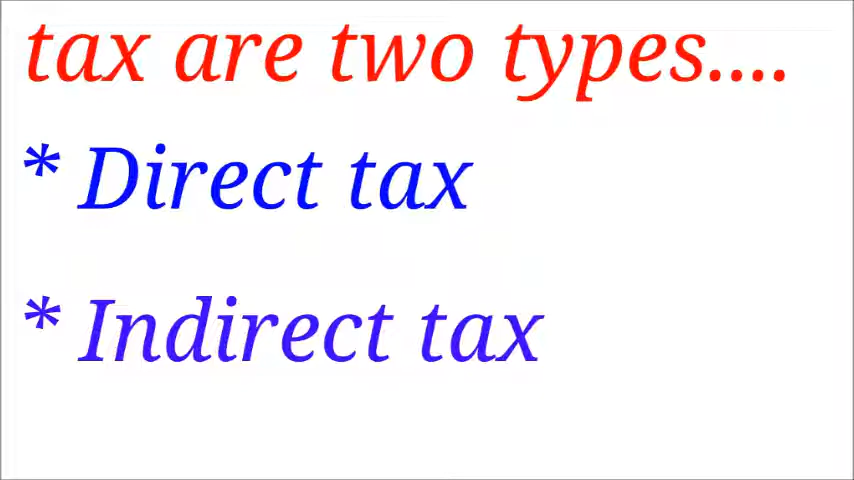 tax are two types....
* Direct tax
* Indirect tax